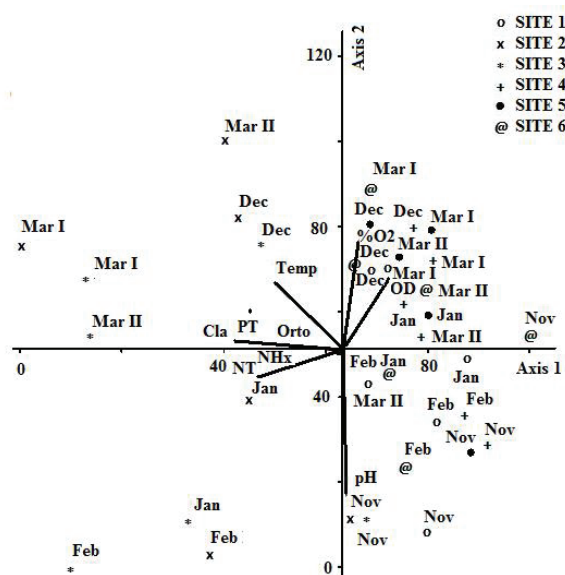 Axis 2
120
o SITE 1
x SITE 2
* SITE 3
+ SITE 4
● SITE 5
@ SITE 6
Mar II
Mar I
Dec
Dec
Dec
Mar I
Mar I
80
%O2
Dec
Mar II
Mar I
Dec
Mar I
Mar I
Temp
OD
Mar II
Mar II
PT
Orto
Jan
Jan
Nov
Cla
Mar II
0
40
NHx
NT
Feb
Jan
80
Jan
Axis 1
Jan
40
Mar II
Feb
Feb
Nov
Nov
Feb
pH
Jan
Nov
Feb
Feb
Nov
0